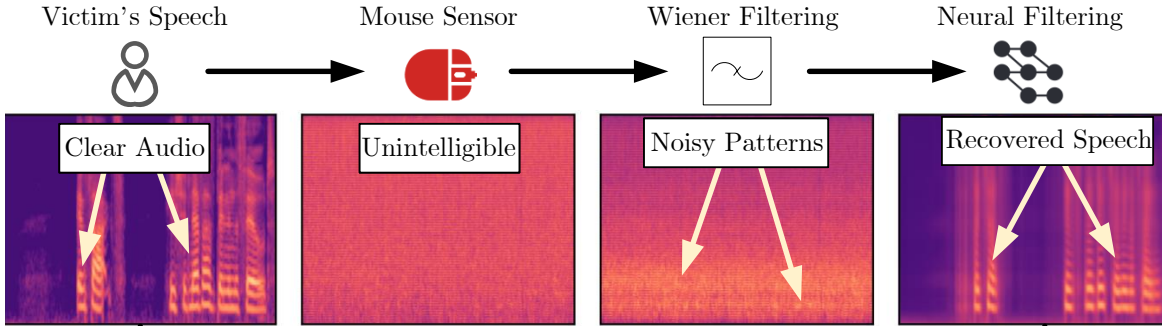 Victim's Speech
Mouse Sensor
Wiener Filtering
Neural Filtering
Clear Audio
Unintelligible
Noisy Patterns
Recovered Speech